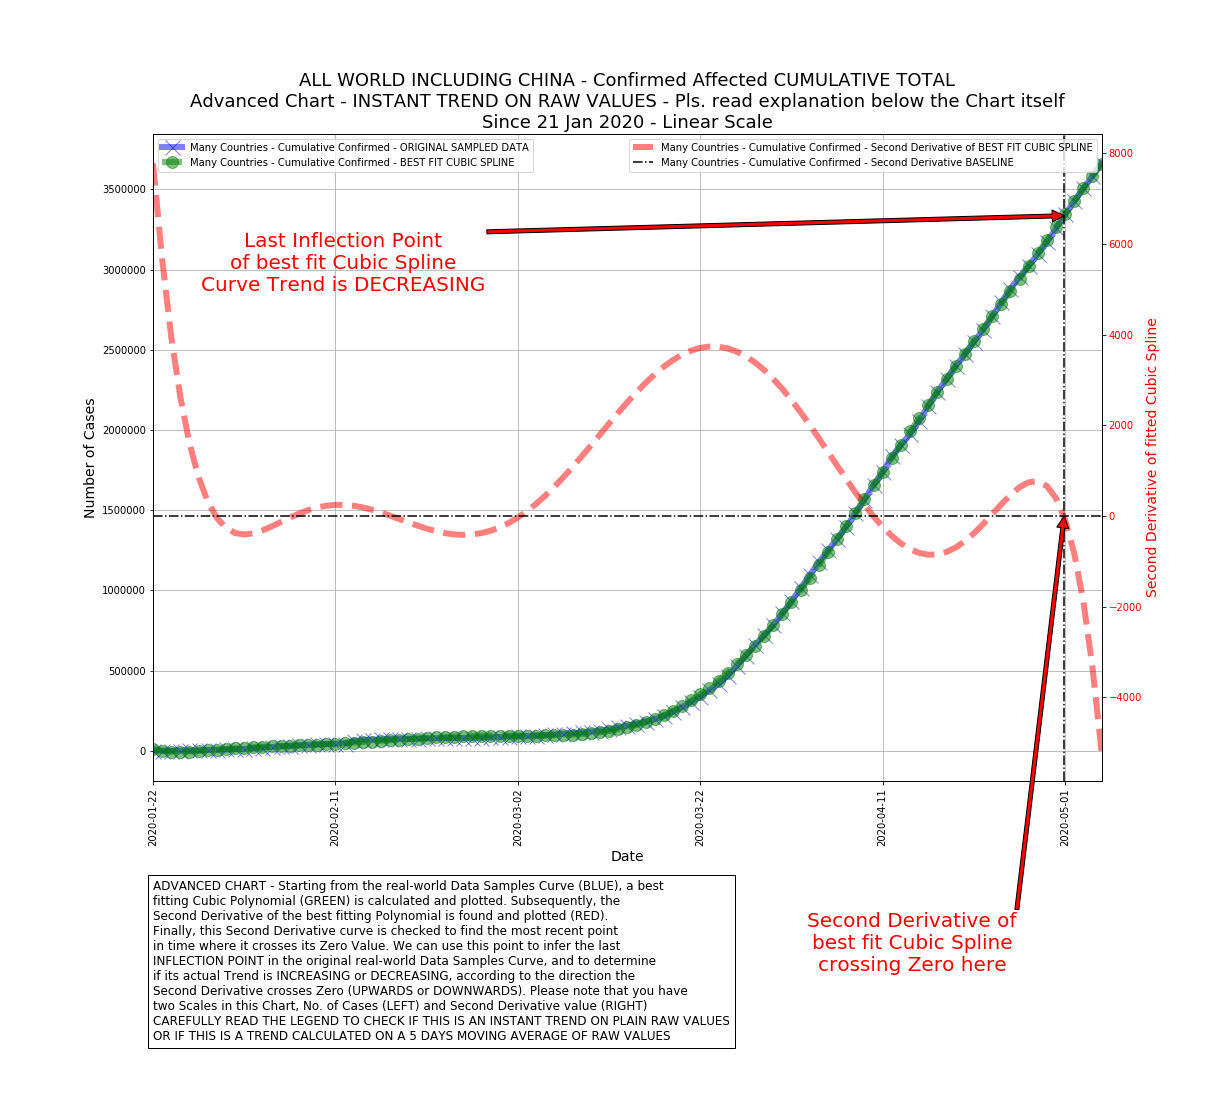 ALL WORLD INCLUDING CHINA - Confirmed Affected CUMULATIVE TOTAL
Advanced Chart - INSTANT TREND ON RAW VALUES - Pls. read explanation below the Chart itself
Since 21 Jan 2020 - Linear Scale
Many Countries - Cumulative Confirmed - ORIGINAL SAMPLED DATA
Many Countries - Cumulative Confirmed - BEST FIT CUBIC SPLINE
Many Countries - Cumulative Confirmed - Second Derivative of BEST FIT CUBIC SPLINE
Many Countries - Cumulative Confirmed - Second Derivative BASELINE
Last Inflection Point
of best fit Cubic Spline
Curve Trend is DECREASING
Number of Cases
3500000
3000000
2500000
2000000
1500000
1000000
500000
0
8000
6000
4000
2000
0
−2000
−4000
Second Derivative of fitted Cubic Spline
2020-01-22
2020-02-11
2020-03-02
2020-03-22
2020-04-11
2020-05-01
Date
Second Derivative of
best fit Cubic Spline
crossing Zero here
ADVANCED CHART - Starting from the real-world Data Samples Curve (BLUE), a best
fitting Cubic Polynomial (GREEN) is calculated and plotted. Subsequently, the
Second Derivative of the best fitting Polynomial is found and plotted (RED).
Finally, this Second Derivative curve is checked to find the most recent point
in time where it crosses its Zero Value. We can use this point to infer the last
INFLECTION POINT in the original real-world Data Samples Curve, and to determine
if its actual Trend is INCREASING or DECREASING, according to the direction the
Second Derivative crosses Zero (UPWARDS or DOWNWARDS). Please note that you have
two Scales in this Chart, No. of Cases (LEFT) and Second Derivative value (RIGHT)
CAREFULLY READ THE LEGEND TO CHECK IF THIS IS AN INSTANT TREND ON PLAIN RAW VALUES
OR IF THIS IS A TREND CALCULATED ON A 5 DAYS MOVING AVERAGE OF RAW VALUES